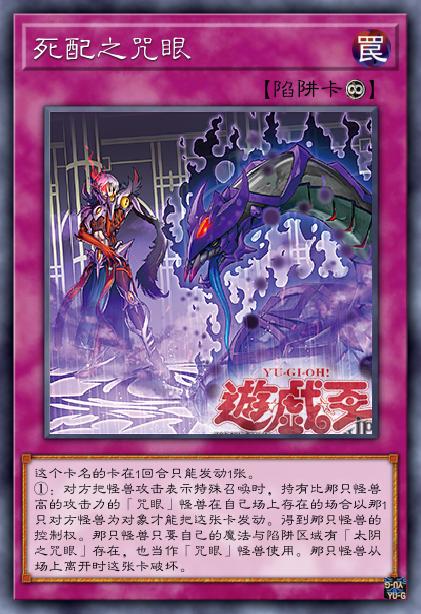 死配之咒眼
罠
【陷阱卡】
YU-GI-OH!
遊戯王
.jp
这个卡名的卡在1回合只能发动1张。
①：对方把怪兽攻击表示特殊召唤时，持有比那只怪兽
高的攻击力的「咒眼」怪兽在自己场上存在的场合以那1
只对方怪兽为对象才能把这张卡发动。得到那只怪兽的
控制权。那只怪兽只要自己的魔法与陷阱区域有「太阴
之咒眼」存在，也当作「咒眼」怪兽使用。那只怪兽从
场上离开时这张卡破坏。